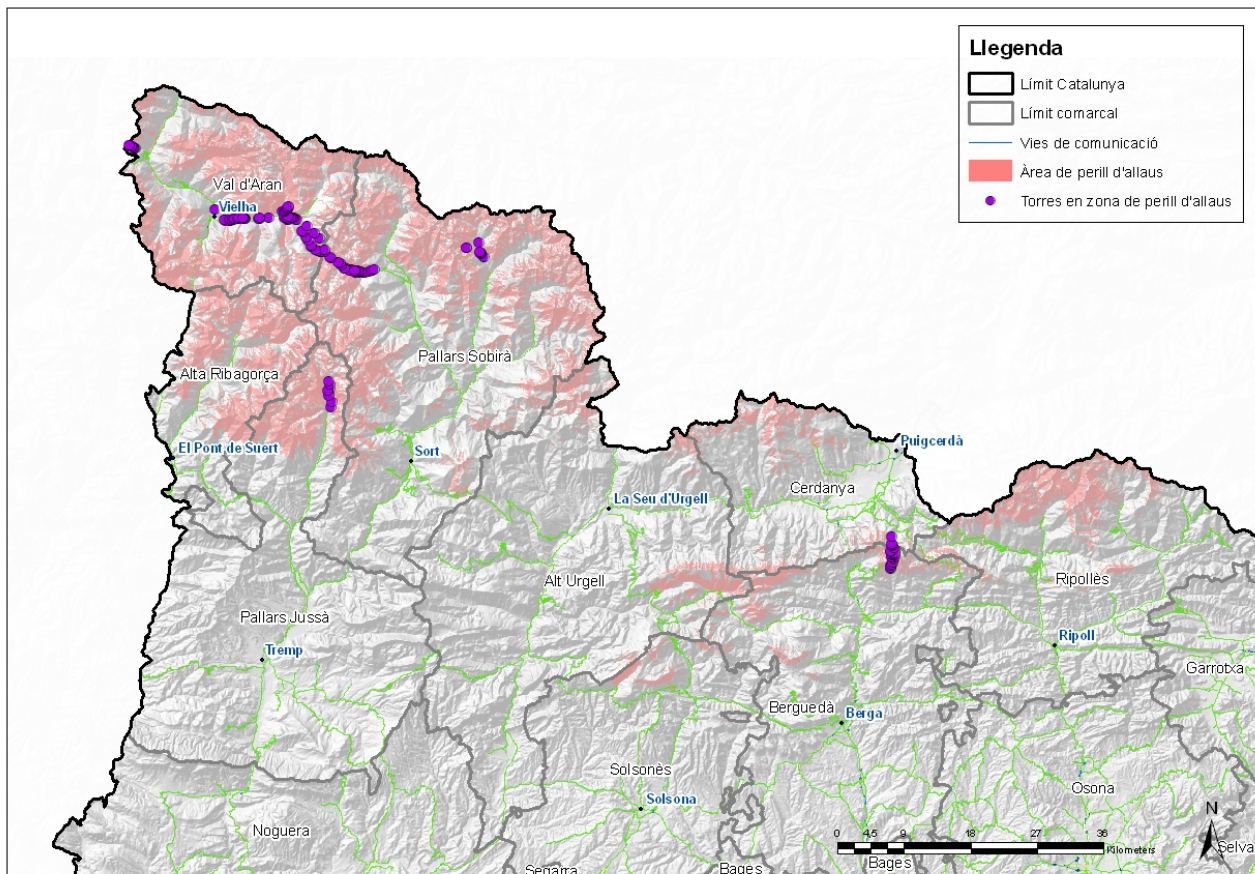 Llegenda
Límit Catalunya
Límit comarcal
Vies de comunicació
Àrea de perill d'allaus
Torres en zona de perill d'allaus
Val d'Aran
Vielha
Pallars Sobirà
Alta Ribagorça
El Pont de Suert
Sort
Puigcerdà
Cerdanya
La Seu d'Urgell
Alt Urgell
Ripollès
Pallars Jussà
Tremp
Ripoll
Garrotxa
Berguedà
Berga
Solsonès
Solsona
Osona
Noguera
N
0 4,5 9 18 27 36
Kilometers
Segarra
Bages
Bages
Selva